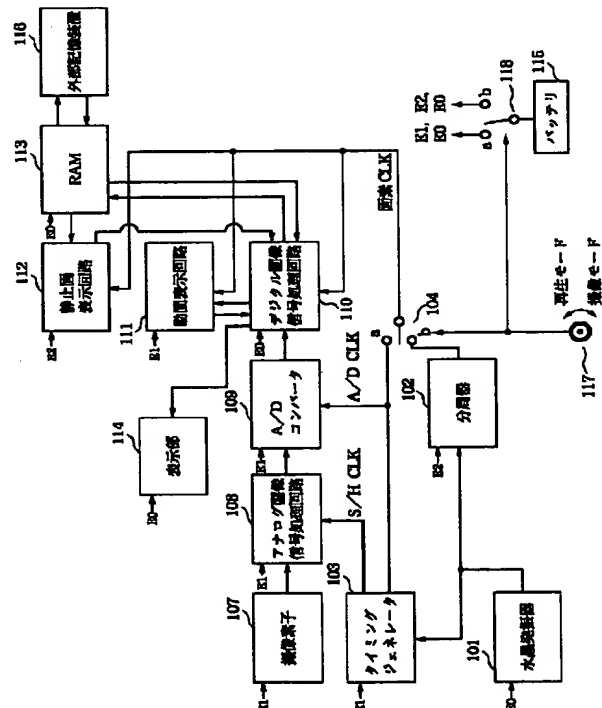 116
外部記憶装置
113
RAM
E0
112
静止画
表示回路
E2
111
動画表示回路
E1
110
デジタル画像
信号処理回路
E0
109
A/D
コンバータ
E1
108
アナログ画像
信号処理回路
E1
107
撮像素子
E1
114
表示部
E0
103
タイミング
ジェネレータ
E1
S/H CLK
A/D CLK
画素 CLK
104
a
b
102
分周器
E2
101
水晶発振器
E0
117
再生モード
撮像モード
E1, E0
E2, E0
a
b
118
115
バッテリ